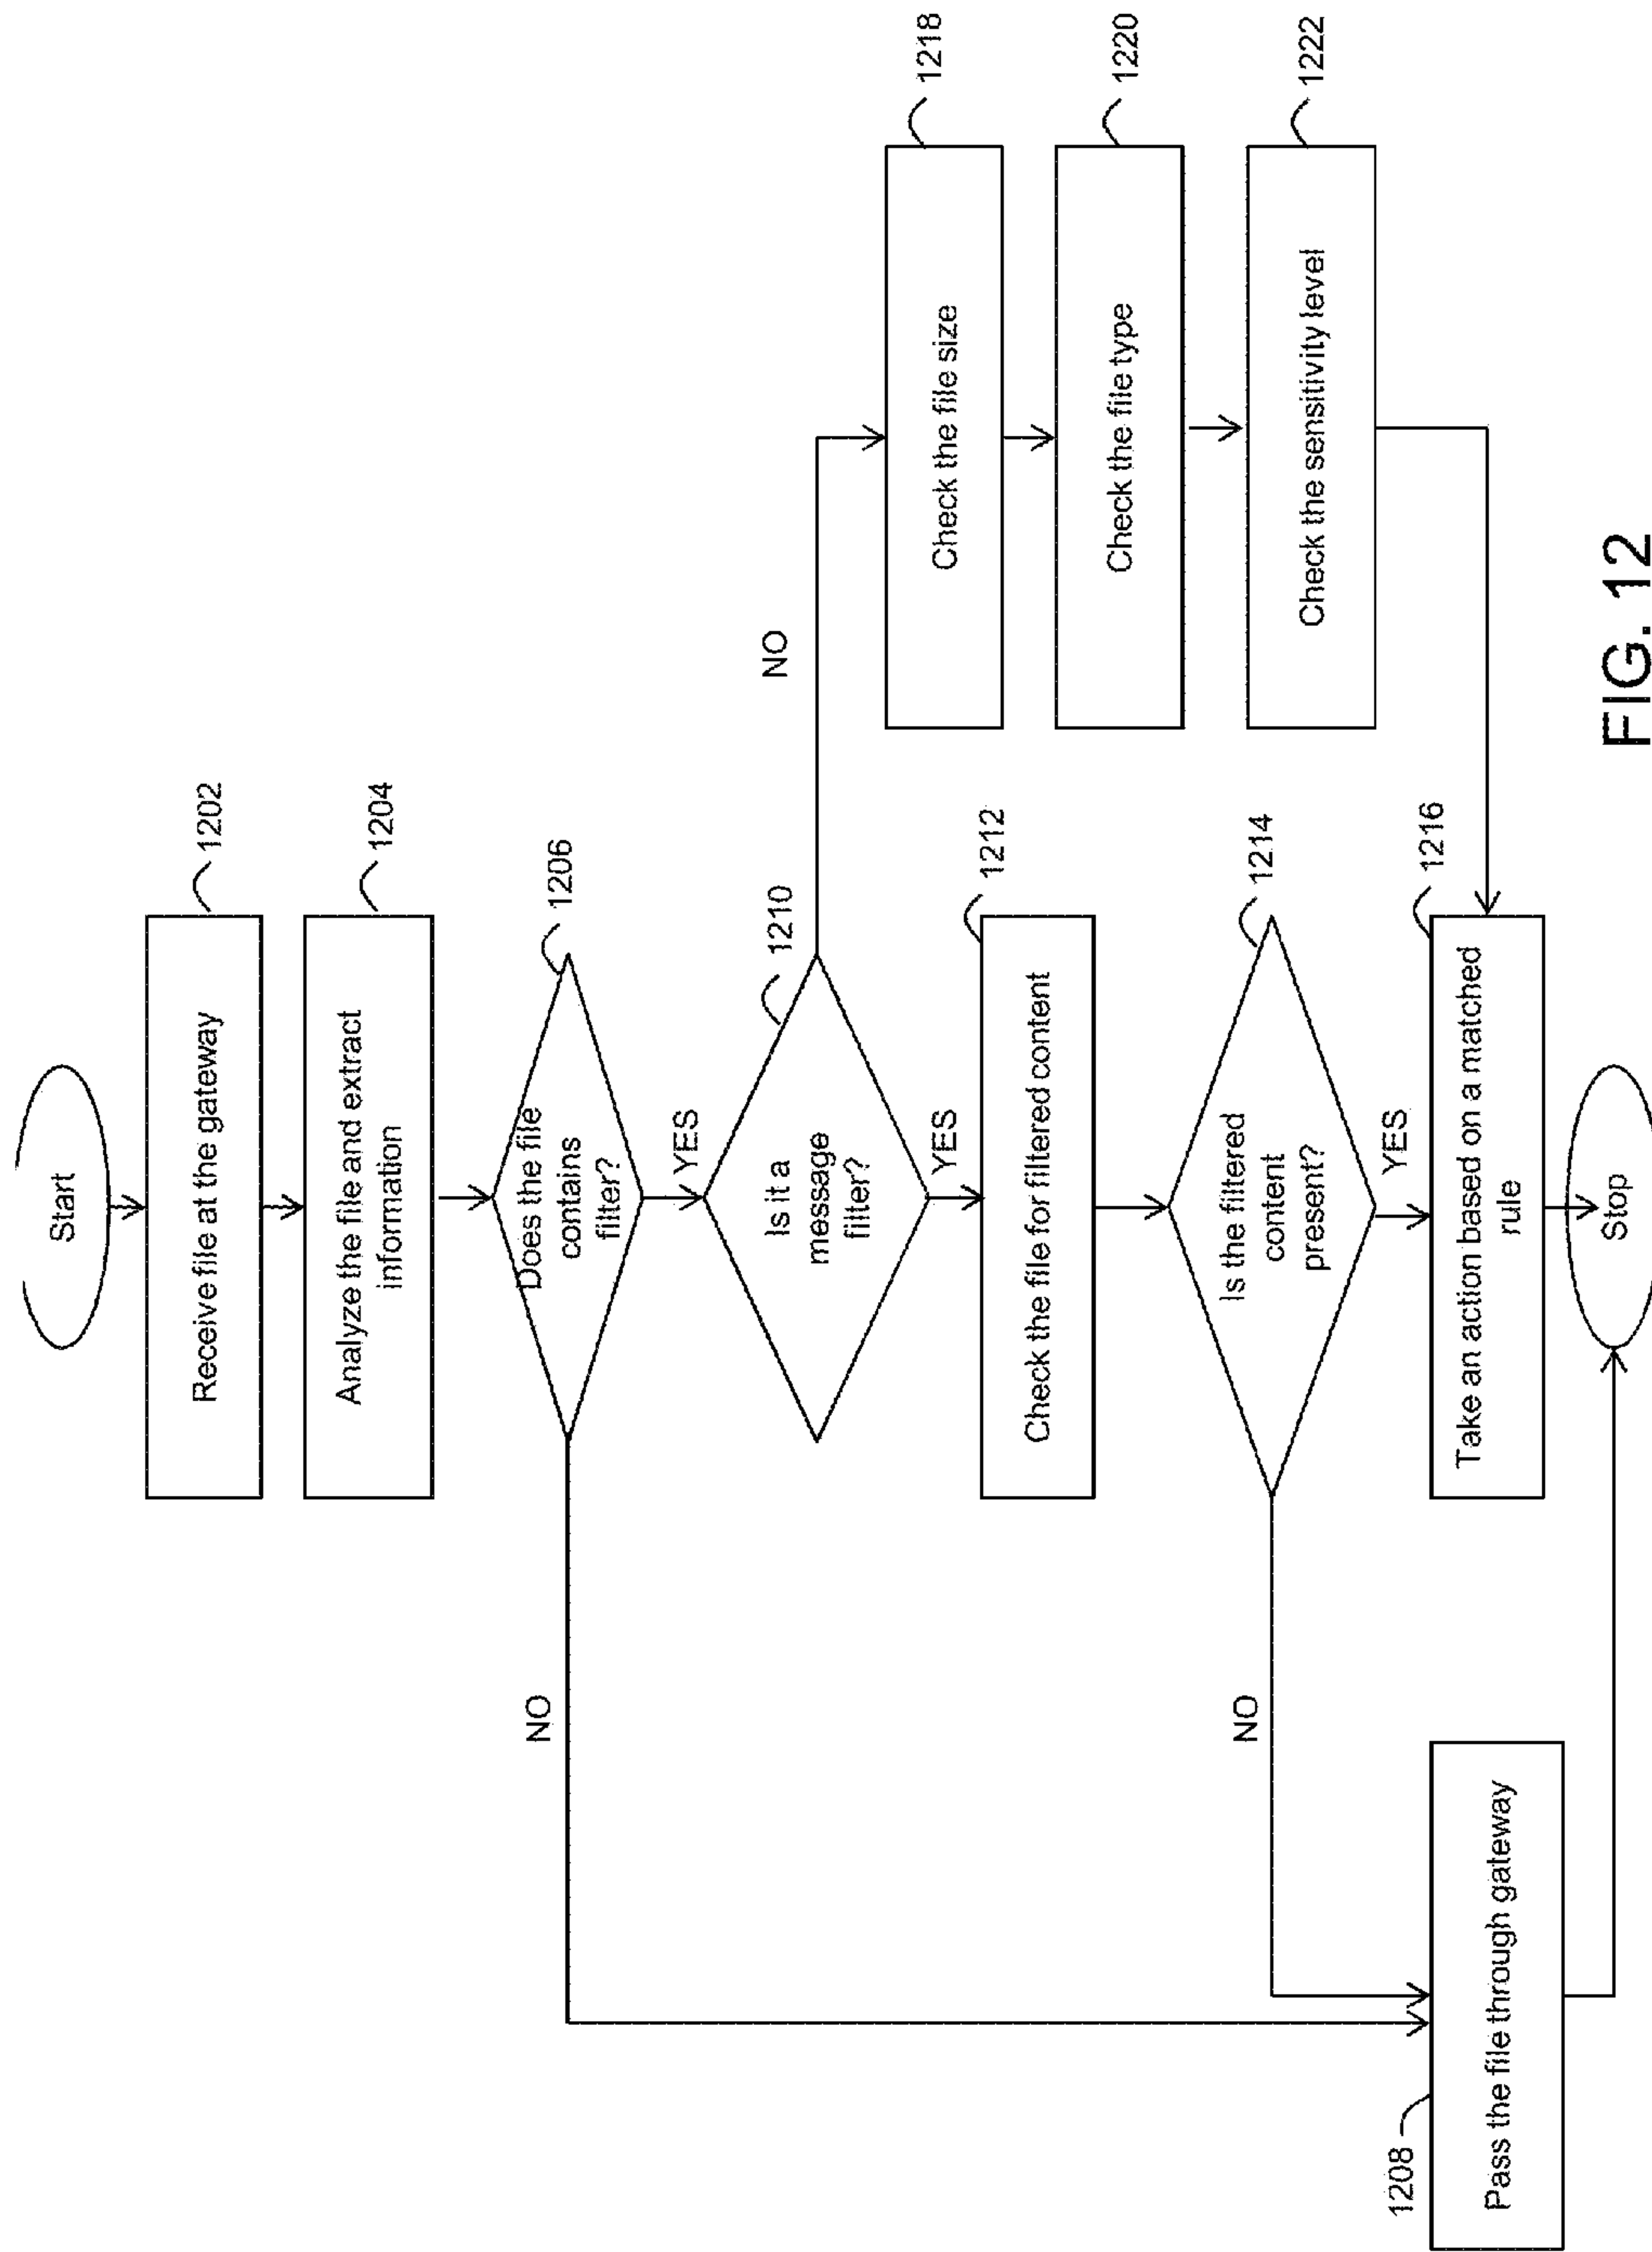 Start
Receive file at the gateway
1202
Analyze the file and extract
information
1204
Does the file
contains
filter?
1206
NO
YES
Is it a
message
filter?
1210
NO
YES
Check the file for filtered content
1212
Check the file size
1218
Check the file type
1220
Check the sensitivity level
1222
Is the filtered
content
present?
1214
NO
YES
1208
Pass the file through gateway
Take an action based on a matched
rule
1216
Stop
FIG. 12